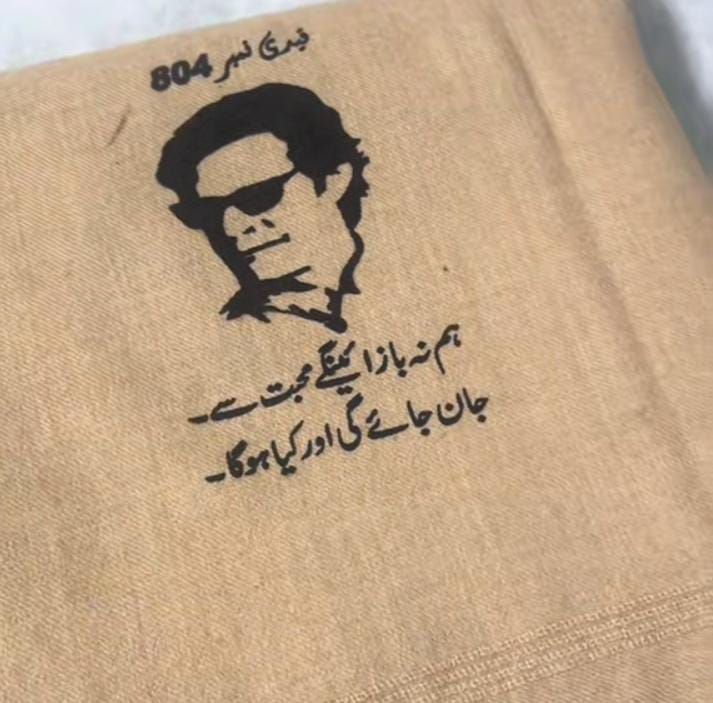 قیدی نمبر 804
ہم نہ باز آئینگے محبت سے۔
جان جائے گی اور کیا ہوگا۔